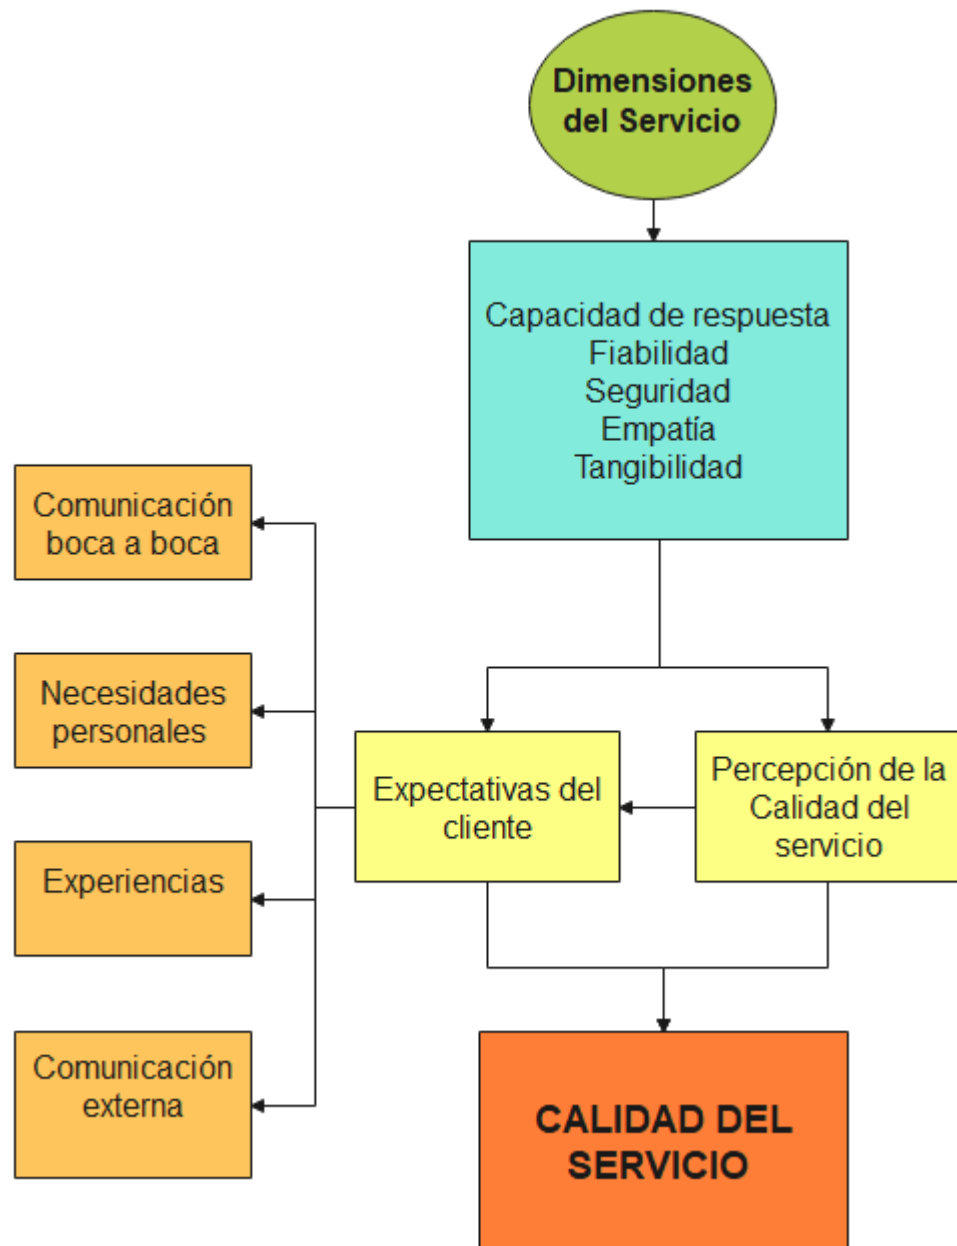 Dimensiones
del Servicio
Capacidad de respuesta
Fiabilidad
Seguridad
Empatía
Tangibilidad
Comunicación
boca a boca
Necesidades
personales
Experiencias
Comunicación
externa
Expectativas del
cliente
Percepción de la
Calidad del
servicio
CALIDAD DEL
SERVICIO